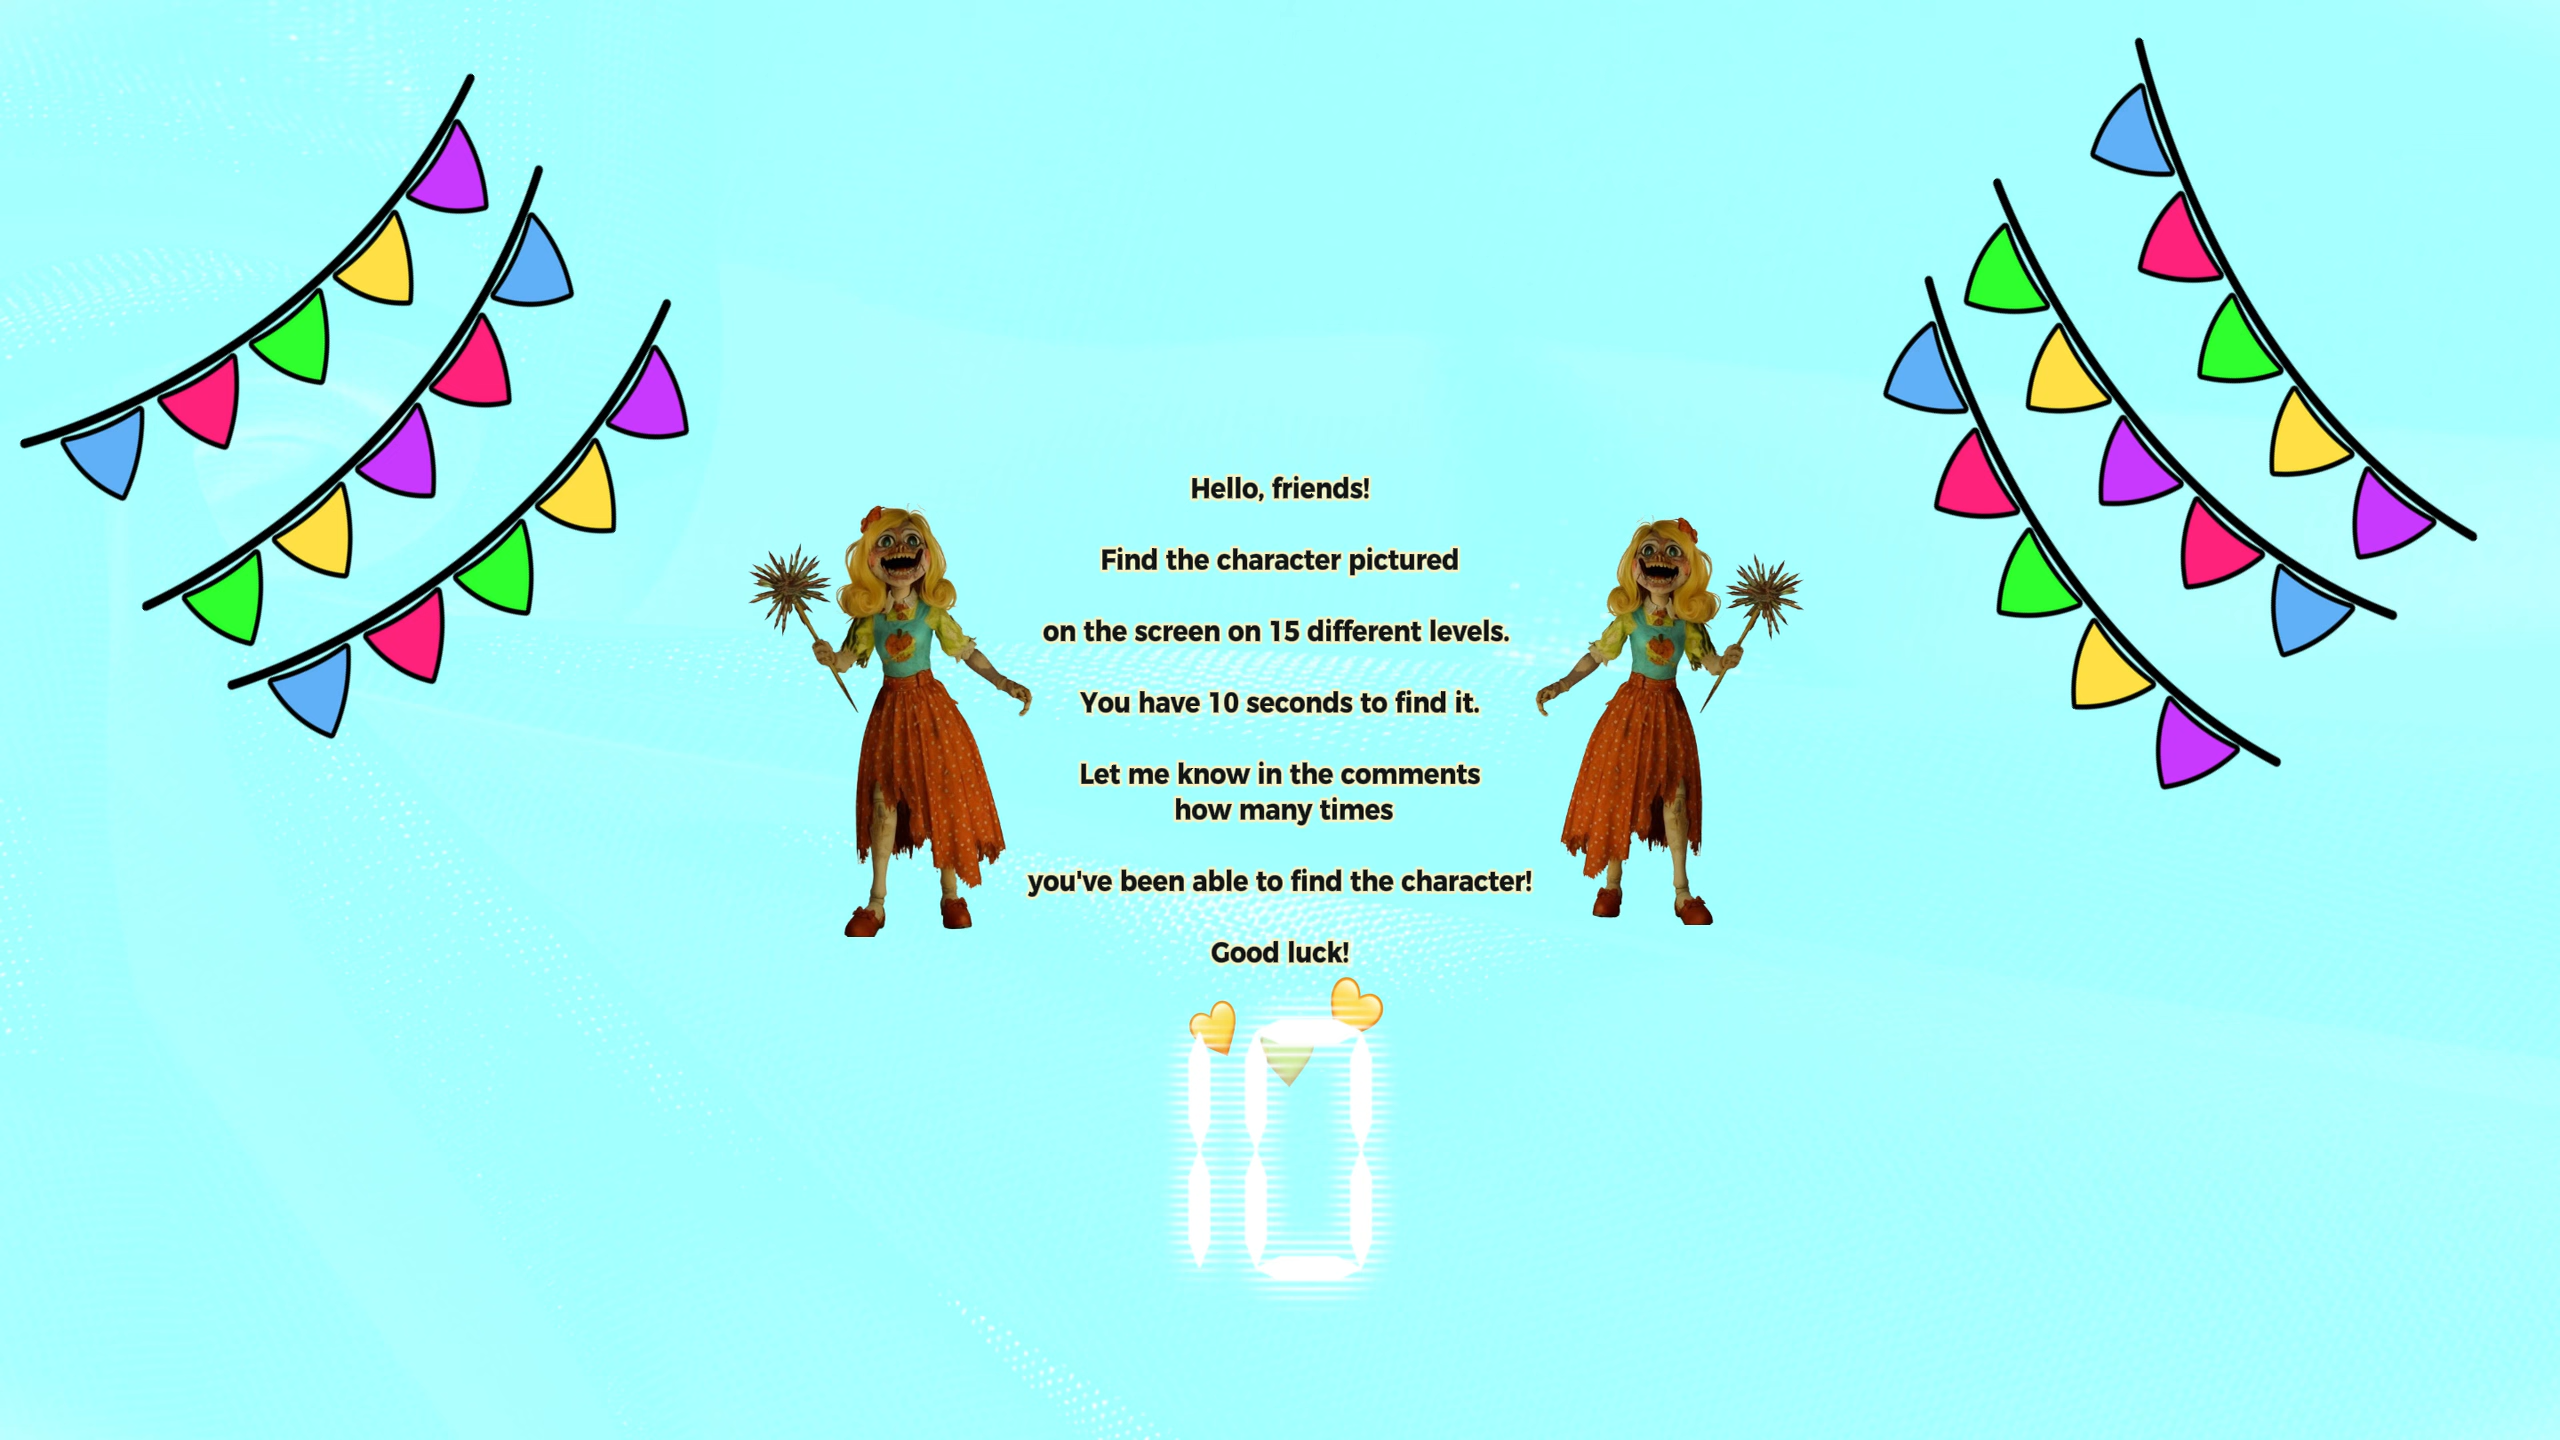 Hello, friends!
Find the character pictured
on the screen on 15 different levels.
You have 10 seconds to find it.
Let me know in the comments
how many times
you've been able to find the character!
Good luck!
10